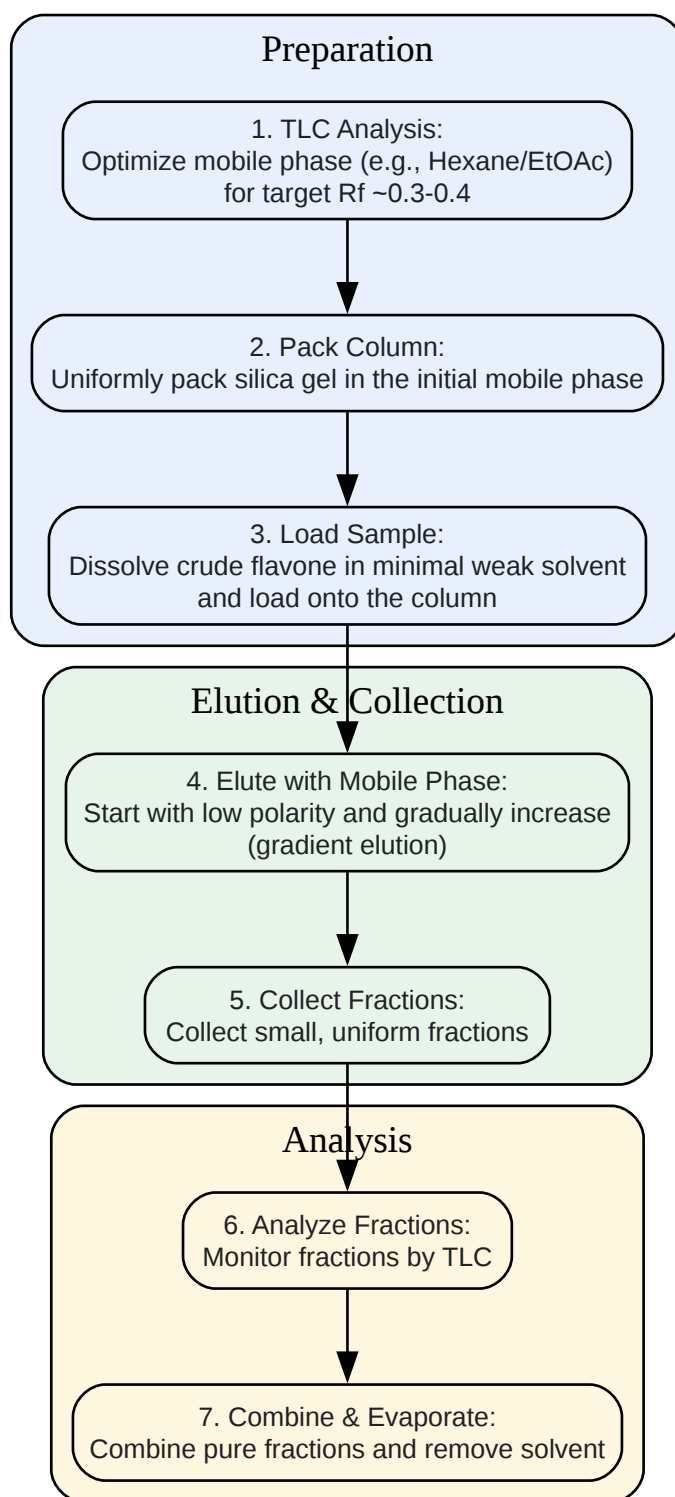 Preparation
1. TLC Analysis:
Optimize mobile phase (e.g., Hexane/EtOAc)
for target Rf ~0.3-0.4
2. Pack Column:
Uniformly pack silica gel in the initial mobile phase
3. Load Sample:
Dissolve crude flavone in minimal weak solvent
and load onto the column
Elution & Collection
4. Elute with Mobile Phase:
Start with low polarity and gradually increase
(gradient elution)
5. Collect Fractions:
Collect small, uniform fractions
Analysis
6. Analyze Fractions:
Monitor fractions by TLC
7. Combine & Evaporate:
Combine pure fractions and remove solvent